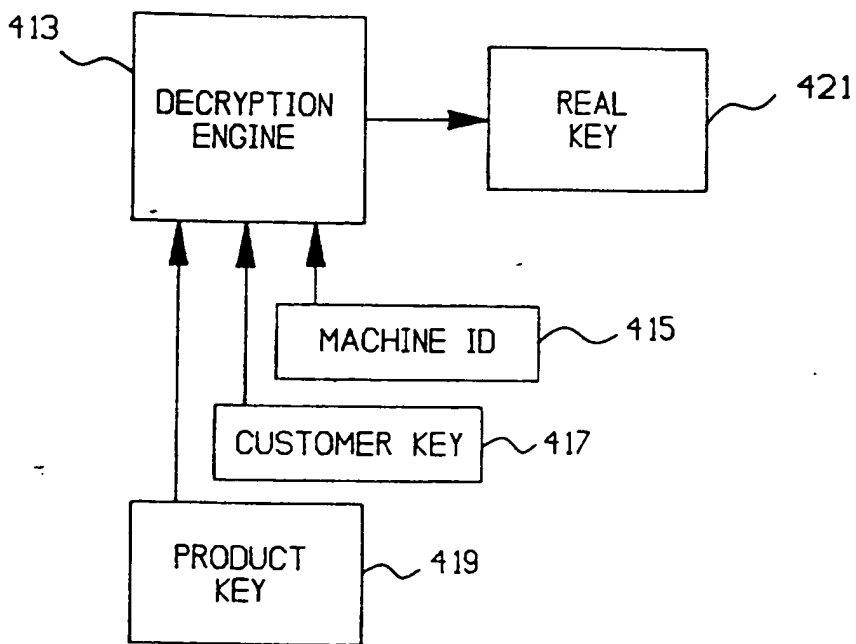 413
DECRYPTION
ENGINE
REAL
KEY
421
MACHINE ID
415
CUSTOMER KEY
417
PRODUCT
KEY
419